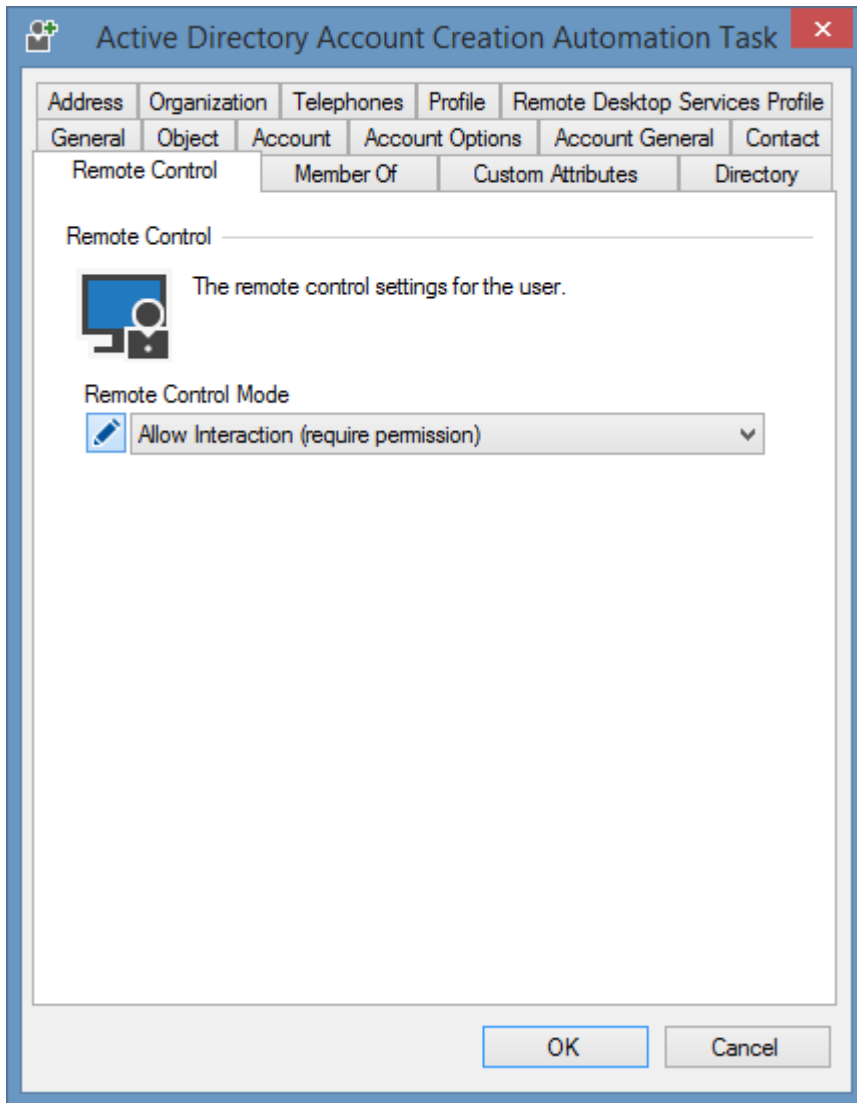 Active Directory Account Creation Automation Task
Address Organization Telephones Profile Remote Desktop Services Profile
General Object Account Account Options Account General Contact
Remote Control Member Of Custom Attributes Directory
Remote Control
The remote control settings for the user.
Remote Control Mode
Allow Interaction (require permission)
OK Cancel